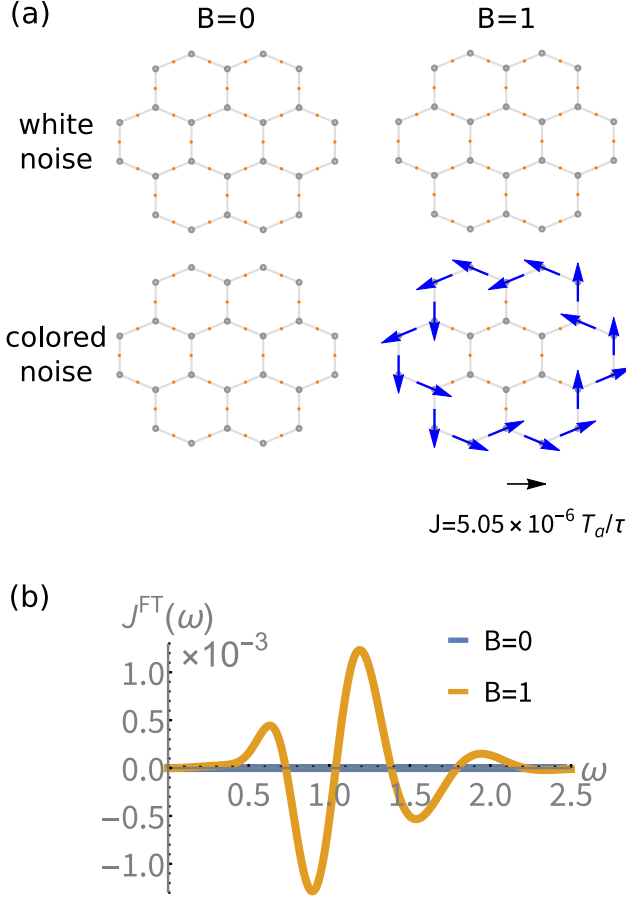 (a)
B=0 B=1
white
noise
colored
noise
J=5.05 × 10⁻⁶ Tₐ/τ
(b)
J^FT(ω)
×10⁻³
B=0
B=1
1.0
0.5
0.0
-0.5
-1.0
0.5 1.0 1.5 2.0 2.5
ω